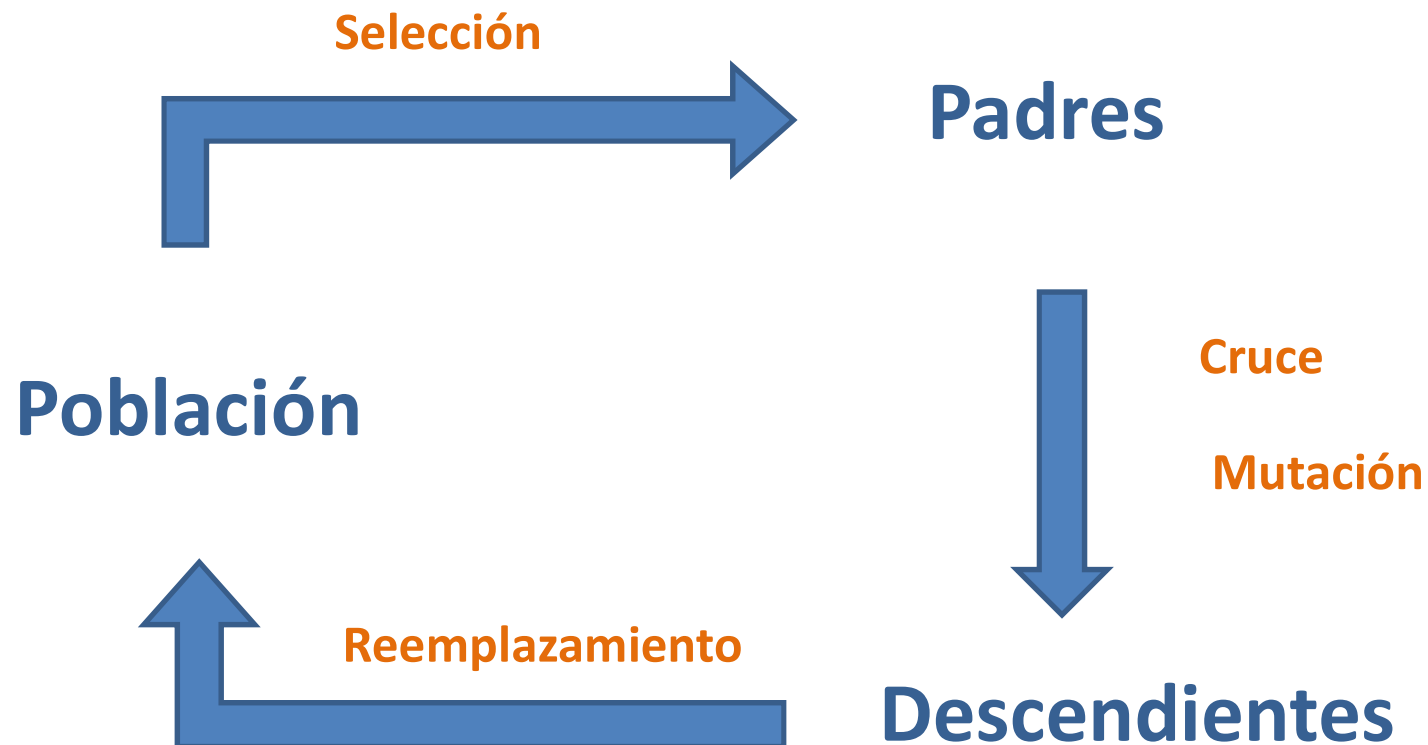 Selección
Padres
Cruce
Población
Mutación
Reemplazamiento
Descendientes